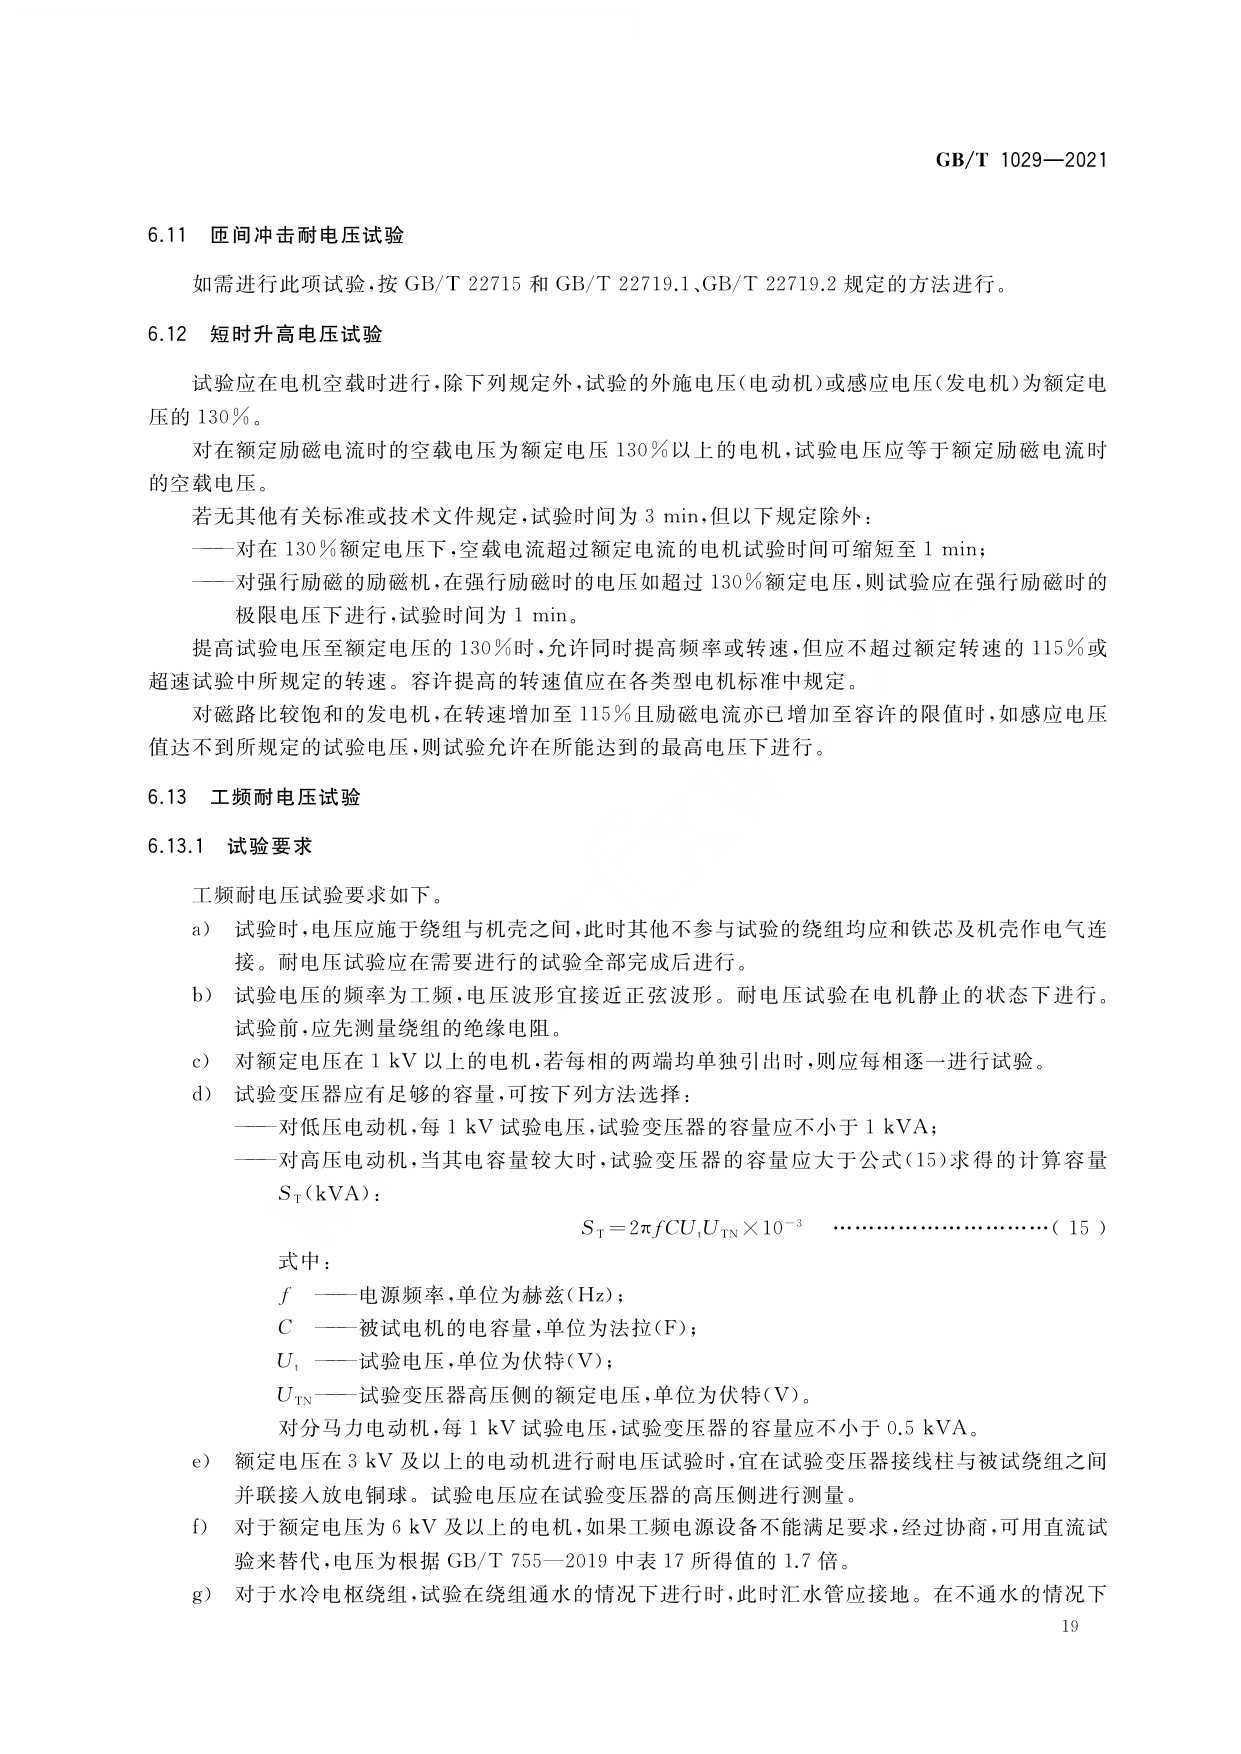 GB/T 1029—2021
6.11 匝间冲击耐电压试验
如需进行此项试验,按 GB/T 22715 和 GB/T 22719.1、GB/T 22719.2 规定的方法进行。
6.12 短时升高电压试验
试验应在电机空载时进行,除下列规定外,试验的外施电压(电动机)或感应电压(发电机)为额定电
压的 130%。
对在额定励磁电流时的空载电压为额定电压 130%以上的电机,试验电压应等于额定励磁电流时
的空载电压。
若无其他有关标准或技术文件规定,试验时间为 3 min,但以下规定除外:
——对在 130%额定电压下,空载电流超过额定电流的电机试验时间可缩短至 1 min;
——对强行励磁的励磁机,在强行励磁时的电压如超过 130%额定电压,则试验应在强行励磁时的
极限电压下进行,试验时间为 1 min。
提高试验电压至额定电压的 130%时,允许同时提高频率或转速,但应不超过额定转速的 115%或
超速试验中所规定的转速。容许提高的转速值应在各类型电机标准中规定。
对磁路比较饱和的发电机,在转速增加至 115%且励磁电流亦已增加至容许的限值时,如感应电压
值达不到所规定的试验电压,则试验允许在所能达到的最高电压下进行。
6.13 工频耐电压试验
6.13.1 试验要求
工频耐电压试验要求如下。
a) 试验时,电压应施于绕组与机壳之间,此时其他不参与试验的绕组均应和铁芯及机壳作电气连
接。耐电压试验应在需要进行的试验全部完成后进行。
b) 试验电压的频率为工频,电压波形宜接近正弦波形。耐电压试验在电机静止的状态下进行。
试验前,应先测量绕组的绝缘电阻。
c) 对额定电压在 1 kV 以上的电机,若每相的两端均单独引出时,则应每相逐一进行试验。
d) 试验变压器应有足够的容量,可按下列方法选择:
——对低压电动机,每 1 kV 试验电压,试验变压器的容量应不小于 1 kVA;
——对高压电动机,当其电容量较大时,试验变压器的容量应大于公式(15)求得的计算容量
S_T(kVA):
S_T=2πfCU_tU_TN×10⁻³ …………………………( 15 )
式中:
f ——电源频率,单位为赫兹(Hz);
C ——被试电机的电容量,单位为法拉(F);
U_t ——试验电压,单位为伏特(V);
U_TN——试验变压器高压侧的额定电压,单位为伏特(V)。
对分马力电动机,每 1 kV 试验电压,试验变压器的容量应不小于 0.5 kVA。
e) 额定电压在 3 kV 及以上的电动机进行耐电压试验时,宜在试验变压器接线柱与被试绕组之间
并联接入放电铜球。试验电压应在试验变压器的高压侧进行测量。
f) 对于额定电压为 6 kV 及以上的电机,如果工频电源设备不能满足要求,经过协商,可用直流试
验来替代,电压为根据 GB/T 755—2019 中表 17 所得值的 1.7 倍。
g) 对于水冷电枢绕组,试验在绕组通水的情况下进行时,此时汇水管应接地。在不通水的情况下
19